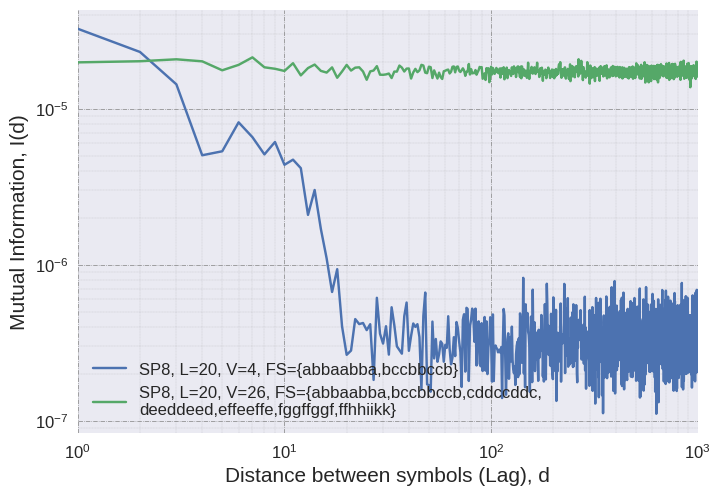 10⁻⁵
10⁻⁶
10⁻⁷
Mutual Information, I(d)
SP8, L=20, V=4, FS={abbaabba,bccbbccb}
SP8, L=20, V=26, FS={abbaabba,bccbbccb,cddccddc,
deeddeed,effeeffe,fggffggf,ffhhiikk}
10⁰ 10¹ 10² 10³
Distance between symbols (Lag), d